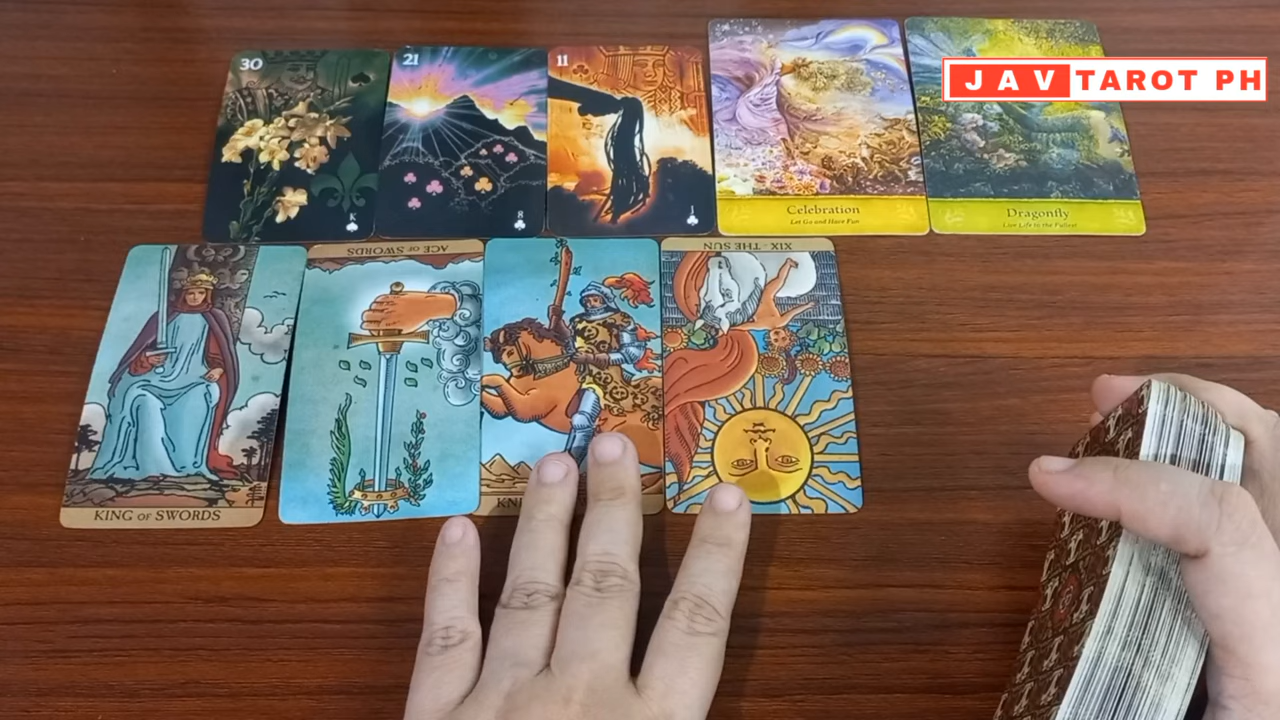 JAV TAROT PH
30
K
21
8
11
J
Celebration
Let Go and Have Fun
Dragonfly
Live Life to the Fullest
KING OF SWORDS
ACE OF SWORDS
XIX - THE SUN